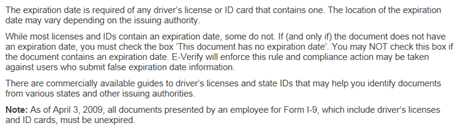 The expiration date is required of any driver's license or ID card that contains one. The location of the expiration
date may vary depending on the issuing authority.
While most licenses and IDs contain an expiration date, some do not. If (and only if) the document does not have
an expiration date, you must check the box 'This document has no expiration date'. You may NOT check this box if
the document contains an expiration date. E-Verify will enforce this rule and compliance action may be taken
against users who submit false expiration date information.
There are commercially available guides to driver's licenses and state IDs that may help you identify documents
from various states and other issuing authorities.
Note: As of April 3, 2009, all documents presented by an employee for Form I-9, which include driver's licenses
and ID cards, must be unexpired.